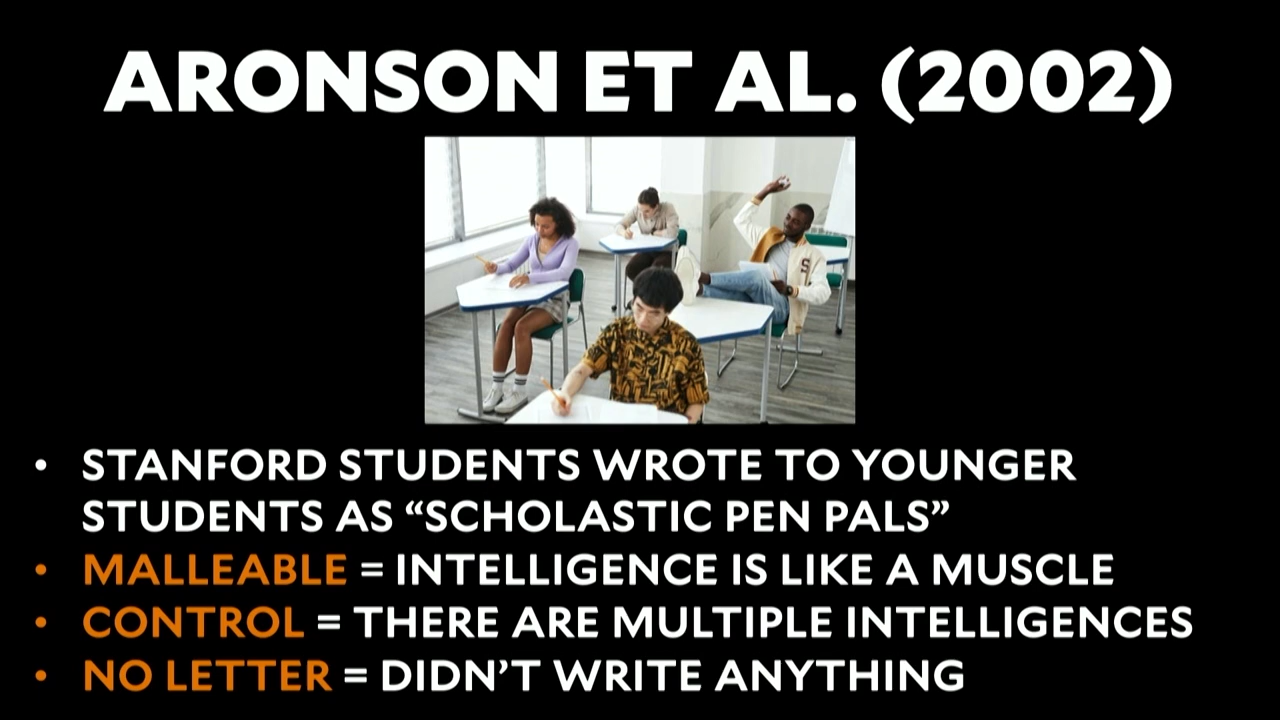 ARONSON ET AL. (2002)
S
• STANFORD STUDENTS WROTE TO YOUNGER
STUDENTS AS “SCHOLASTIC PEN PALS”
• MALLEABLE = INTELLIGENCE IS LIKE A MUSCLE
• CONTROL = THERE ARE MULTIPLE INTELLIGENCES
• NO LETTER = DIDN’T WRITE ANYTHING